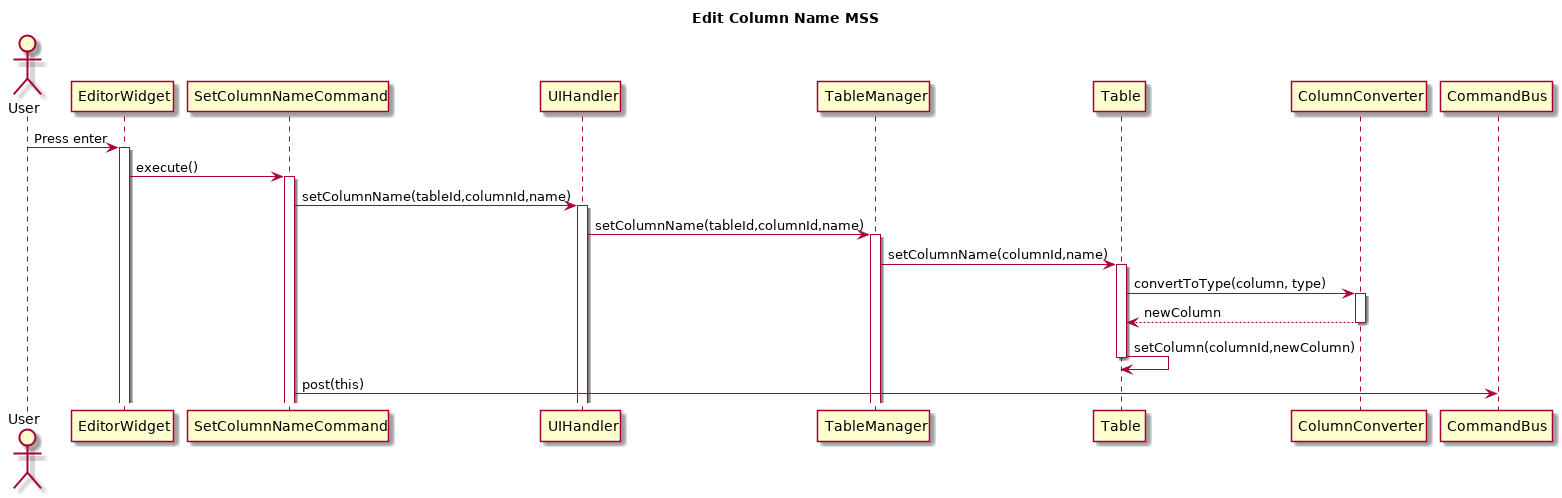 Edit Column Name MSS
User
EditorWidget
SetColumnNameCommand
UIHandler
TableManager
Table
ColumnConverter
CommandBus
Press enter
execute()
setColumnName(tableId,columnId,name)
setColumnName(tableId,columnId,name)
setColumnName(columnId,name)
convertToType(column, type)
newColumn
setColumn(columnId,newColumn)
post(this)
User
EditorWidget
SetColumnNameCommand
UIHandler
TableManager
Table
ColumnConverter
CommandBus